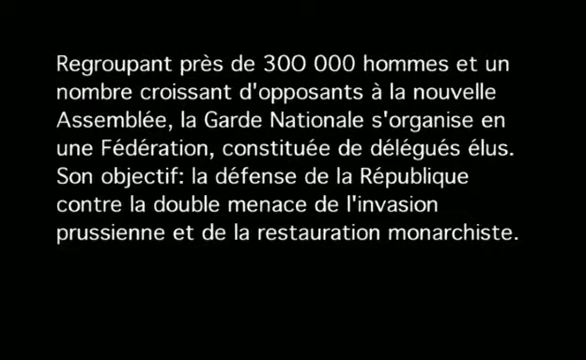 Regroupant près de 300 000 hommes et un
nombre croissant d'opposants à la nouvelle
Assemblée, la Garde Nationale s'organise en
une Fédération, constituée de délégués élus.
Son objectif: la défense de la République
contre la double menace de l'invasion
prussienne et de la restauration monarchiste.